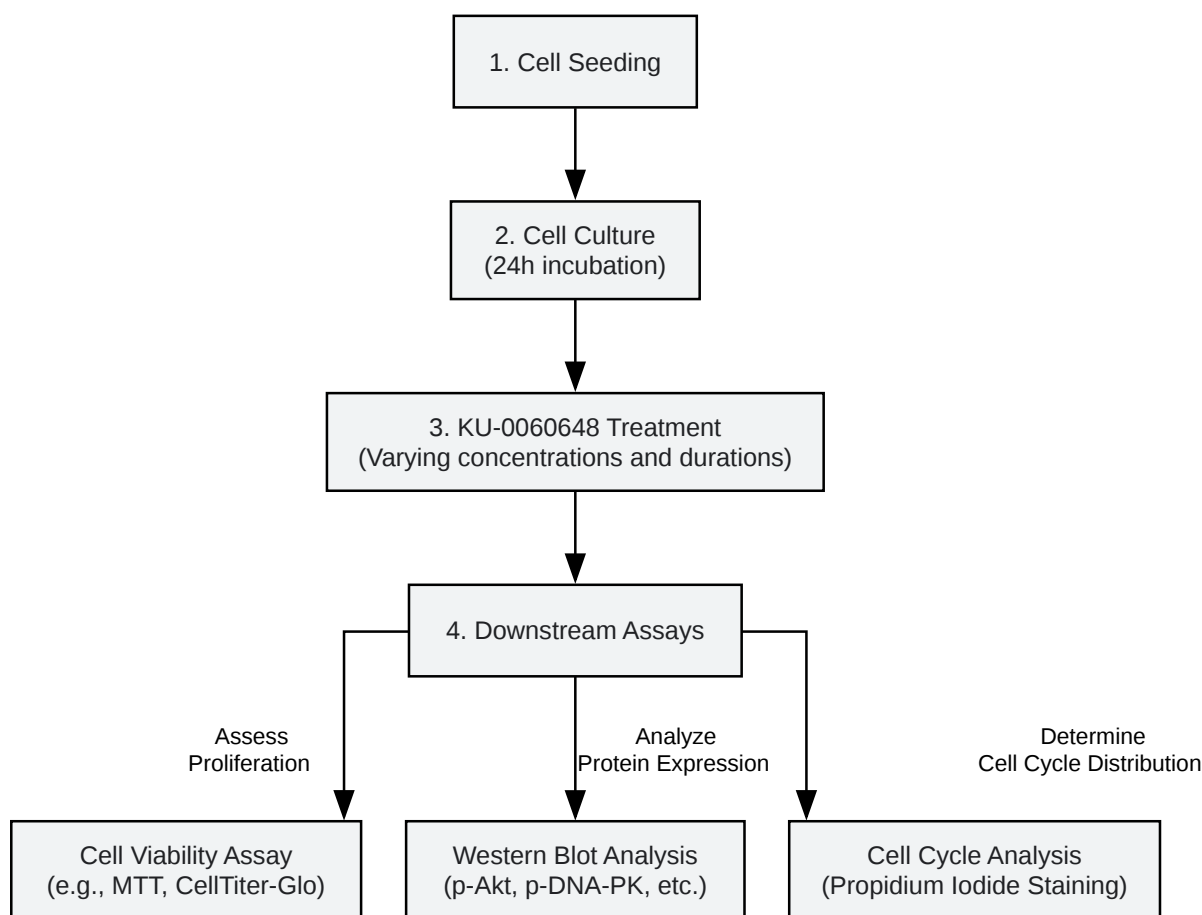 1. Cell Seeding
2. Cell Culture
(24h incubation)
3. KU-0060648 Treatment
(Varying concentrations and durations)
4. Downstream Assays
Assess
Proliferation
Analyze
Protein Expression
Determine
Cell Cycle Distribution
Cell Viability Assay
(e.g., MTT, CellTiter-Glo)
Western Blot Analysis
(p-Akt, p-DNA-PK, etc.)
Cell Cycle Analysis
(Propidium Iodide Staining)